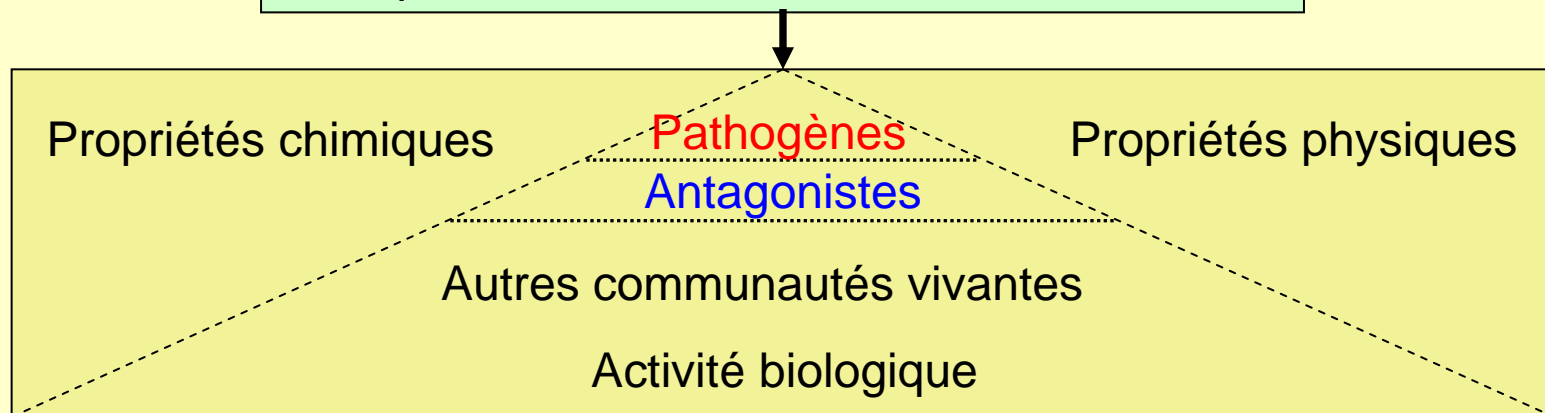 Propriétés chimiques
Pathogènes
Propriétés physiques
Antagonistes
Autres communautés vivantes
Activité biologique